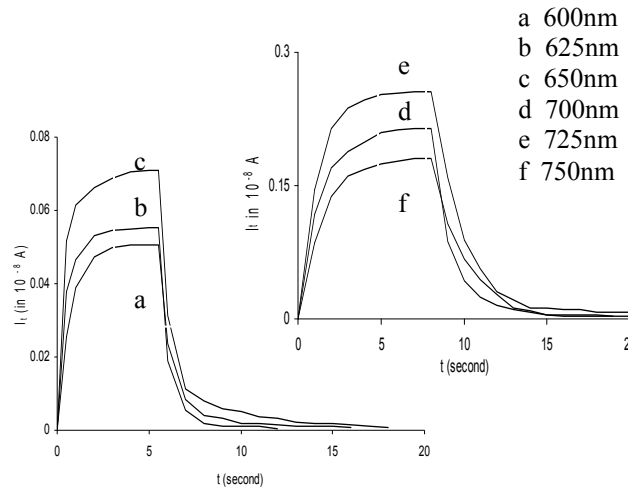 a 600nm
b 625nm
c 650nm
d 700nm
e 725nm
f 750nm
0.3
0.15
0
It in 10 -8 A
e
d
f
0 5 10 15 2
t (second)
0.08
0.06
0.04
0.02
0
It (in 10 -8 A)
c
b
a
0 5 10 15 20
t (second)